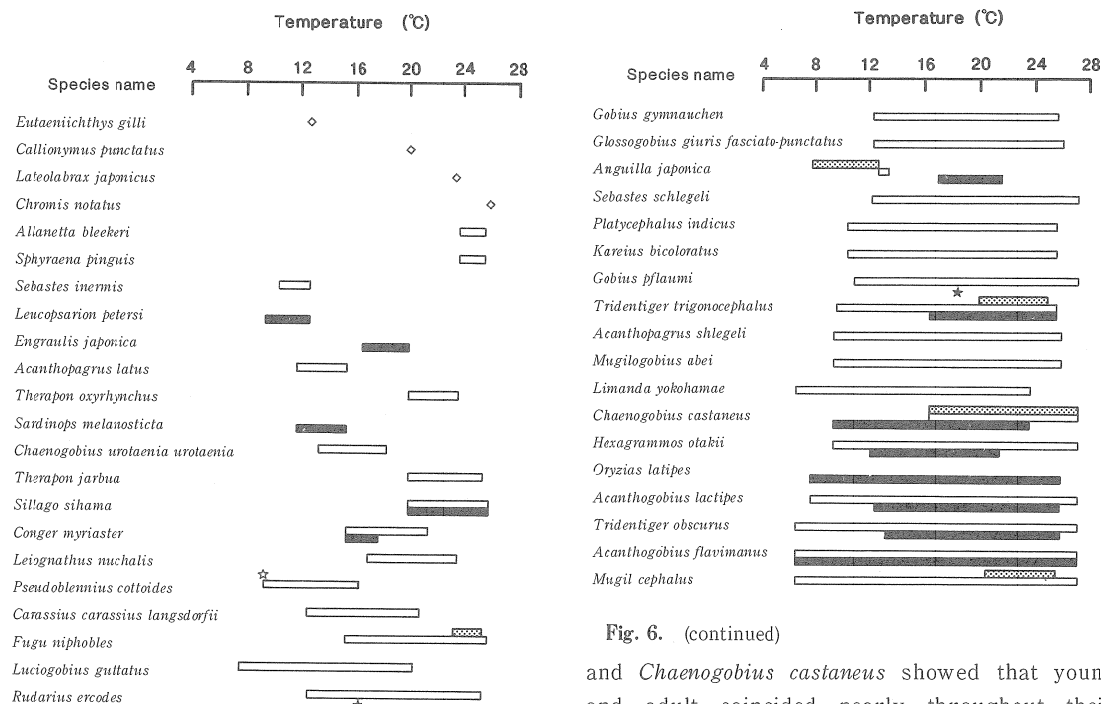 Temperature (℃)
Species name
4 8 12 16 20 24 28
Eutaeniichthys gilli
Callionymus punctatus
Lateolabrax japonicus
Chromis notatus
Allanetta bleekeri
Sphyraena pinguis
Sebastes inermis
Leucopsarion petersi
Engraulis japonica
Acanthopagrus latus
Therapon oxyrhynchus
Sardinops melanosticta
Chaenogobius urotaenia urotaenia
Therapon jarbua
Sillago sihama
Conger myriaster
Leiognathus nuchalis
Pseudoblennius cottoides
Carassius carassius langsdorfii
Fugu niphobles
Luciogobius guttatus
Rudarius ercodes
Temperature (℃)
Species name
4 8 12 16 20 24 28
Gobius gymnauchen
Glossogobius giuris fasciato-punctatus
Anguilla japonica
Sebastes schlegeli
Platycephalus indicus
Kareius bicoloratus
Gobius pflaumi
Tridentiger trigonocephalus
Acanthopagrus shlegeli
Mugilogobius abei
Limanda yokohamae
Chaenogobius castaneus
Hexagrammos otakii
Oryzias latipes
Acanthogobius lactipes
Tridentiger obscurus
Acanthogobius flavimanus
Mugil cephalus
Fig. 6. (continued)
and Chaenogobius castaneus showed that youn